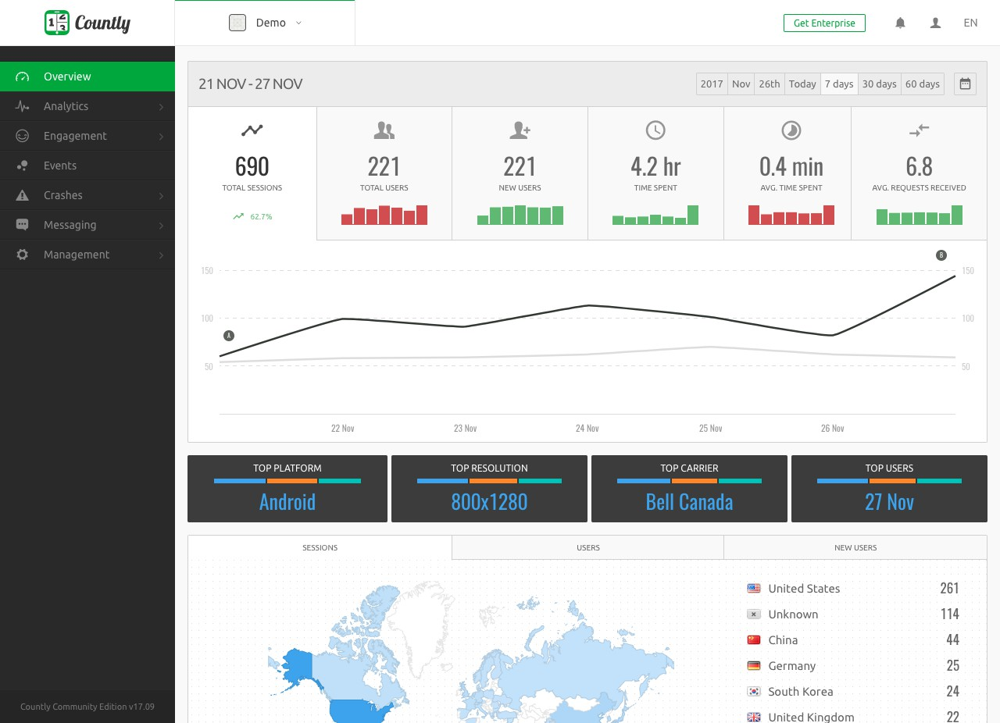 1 2 3 Countly
Demo
Get Enterprise
EN
Overview
Analytics
Engagement
Events
Crashes
Messaging
Management
Countly Community Edition v17.09
21 NOV - 27 NOV
2017 Nov 26th Today 7 days 30 days 60 days
690 221 221 4.2 hr 0.4 min 6.8
TOTAL SESSIONS TOTAL USERS NEW USERS TIME SPENT AVG. TIME SPENT AVG. REQUESTS RECEIVED
62.7%
B
150 150
100 100
A
50 50
22 Nov 23 Nov 24 Nov 25 Nov 26 Nov
TOP PLATFORM TOP RESOLUTION TOP CARRIER TOP USERS
Android 800x1280 Bell Canada 27 Nov
SESSIONS USERS NEW USERS
United States 261
Unknown 114
China 44
Germany 25
South Korea 24
United Kingdom 22